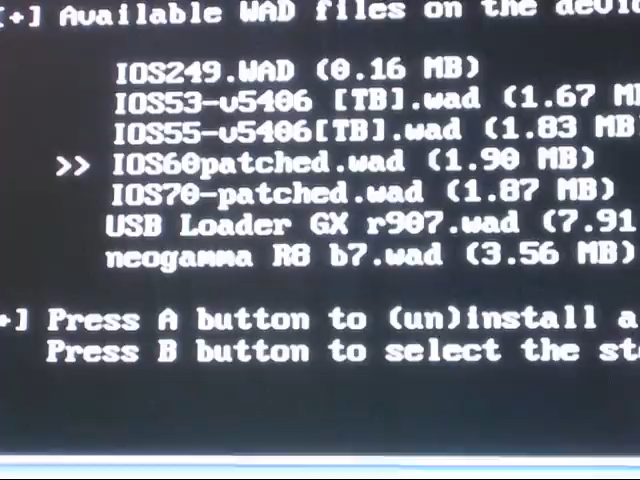 [+] Available WAD files on the devic
IOS249.WAD (0.16 MB)
IOS53-v5406 [TB].wad (1.67 MB
IOS55-v5406[TB].wad (1.83 MB
>> IOS60patched.wad (1.90 MB)
IOS70-patched.wad (1.87 MB)
USB Loader GX r907.wad (7.91
neogamma R8 b7.wad (3.56 MB)
+] Press A button to (un)install a
Press B button to select the sto